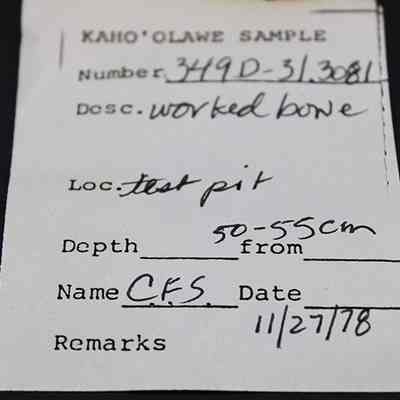 KAHO'OLAWE SAMPLE
Number 349D-31.3081
Desc. worked bone
Loc. test pit
50-55cm
Depth from
Name C.F.S. Date
11/27/78
Remarks